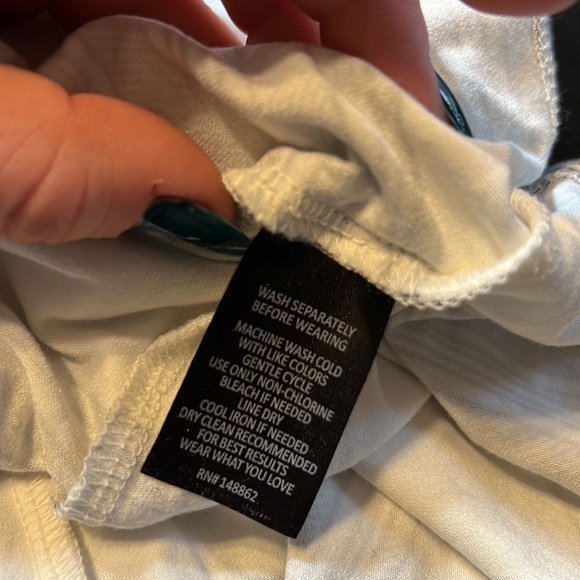 WASH SEPARATELY
BEFORE WEARING
MACHINE WASH COLD
WITH LIKE COLORS
GENTLE CYCLE
USE ONLY NON-CHLORINE
BLEACH IF NEEDED
LINE DRY
COOL IRON IF NEEDED
DRY CLEAN RECOMMENDED
FOR BEST RESULTS
WEAR WHAT YOU LOVE
RN# 148862